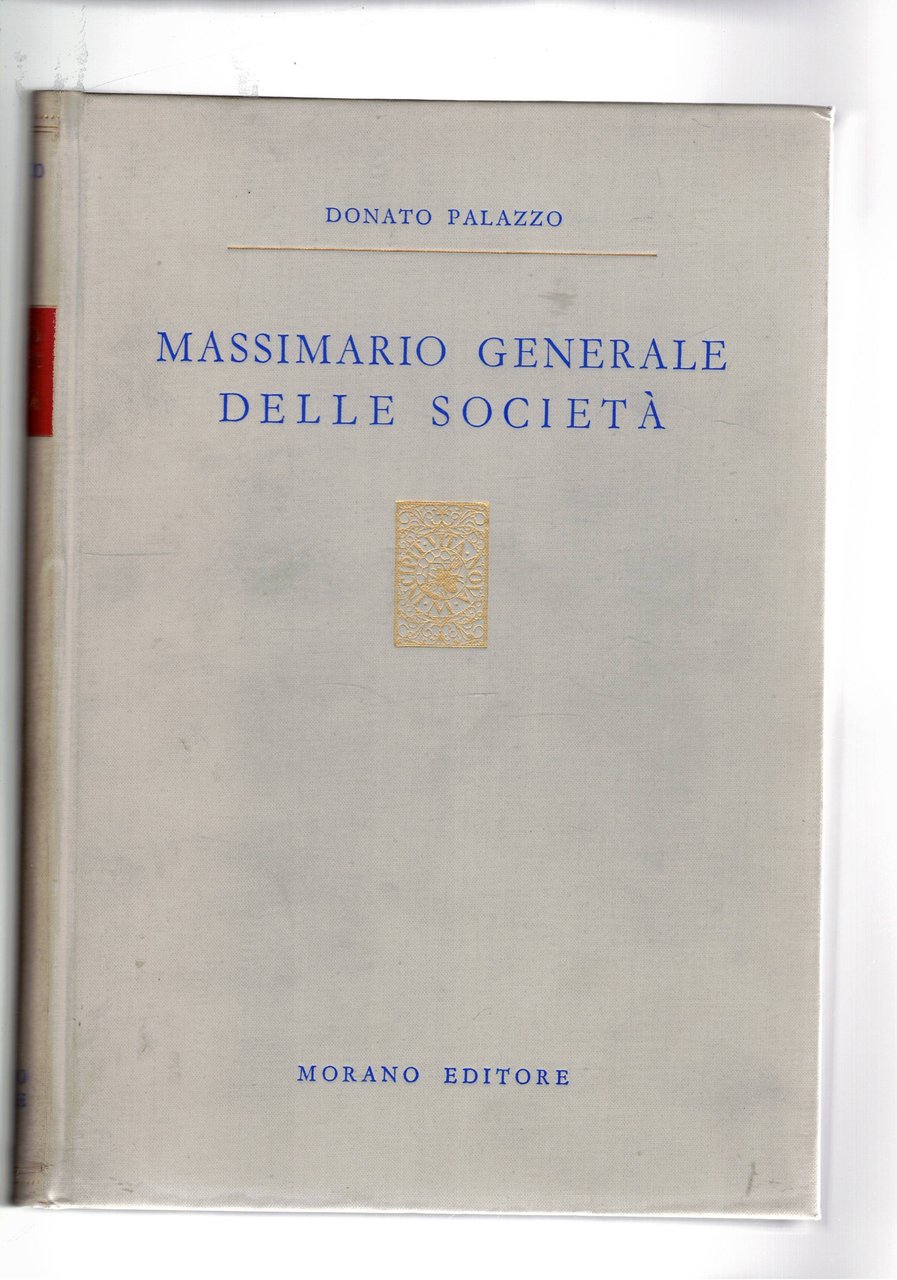 DONATO PALAZZO
MASSIMARIO GENERALE
DELLE SOCIETÀ
MORANO EDITORE